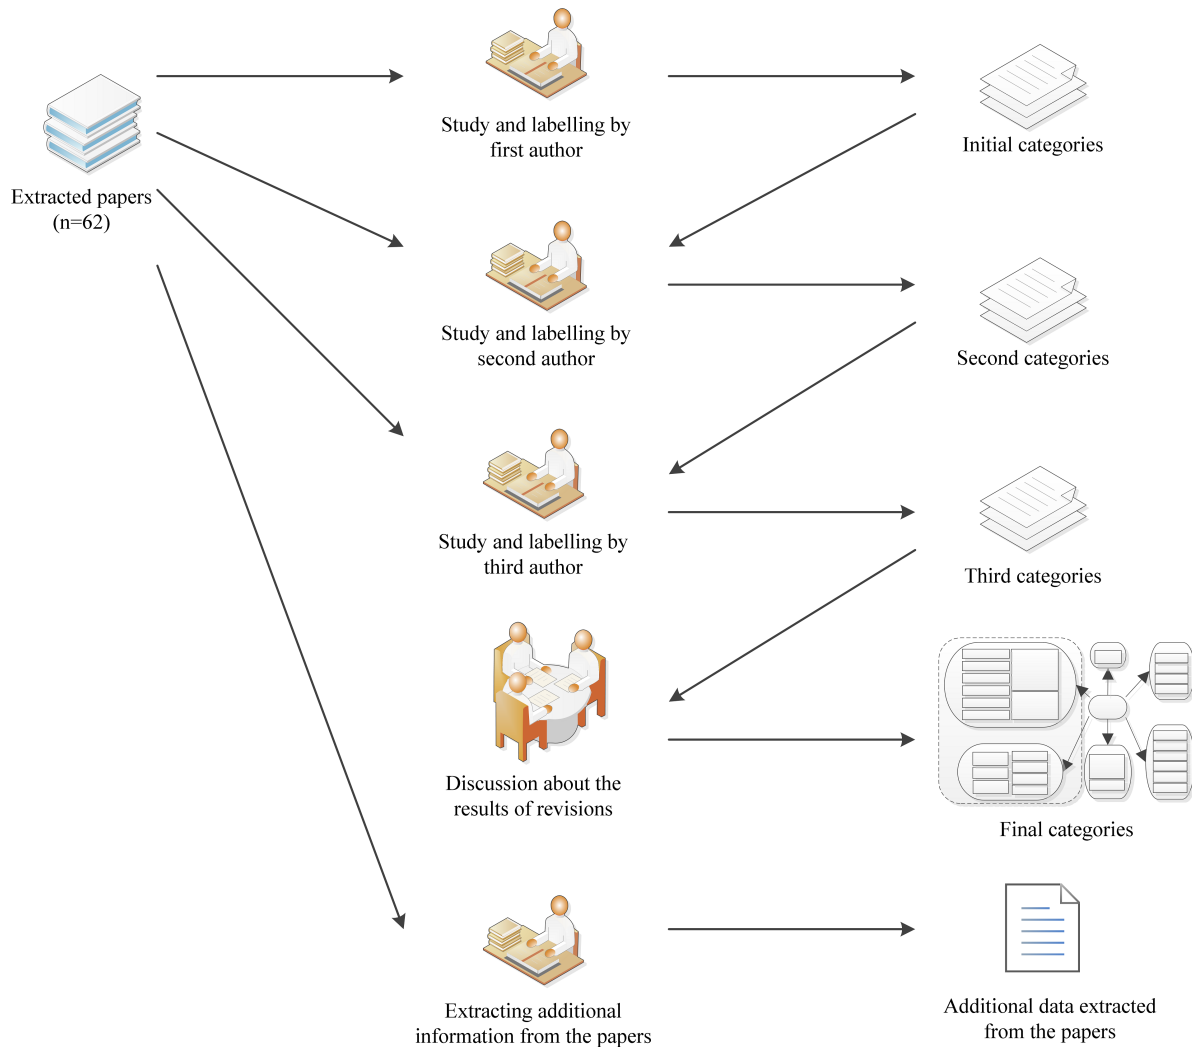 Extracted papers
(n=62)
Study and labelling by
first author
Initial categories
Study and labelling by
second author
Second categories
Study and labelling by
third author
Third categories
Discussion about the
results of revisions
Final categories
Extracting additional
information from the papers
Additional data extracted
from the papers